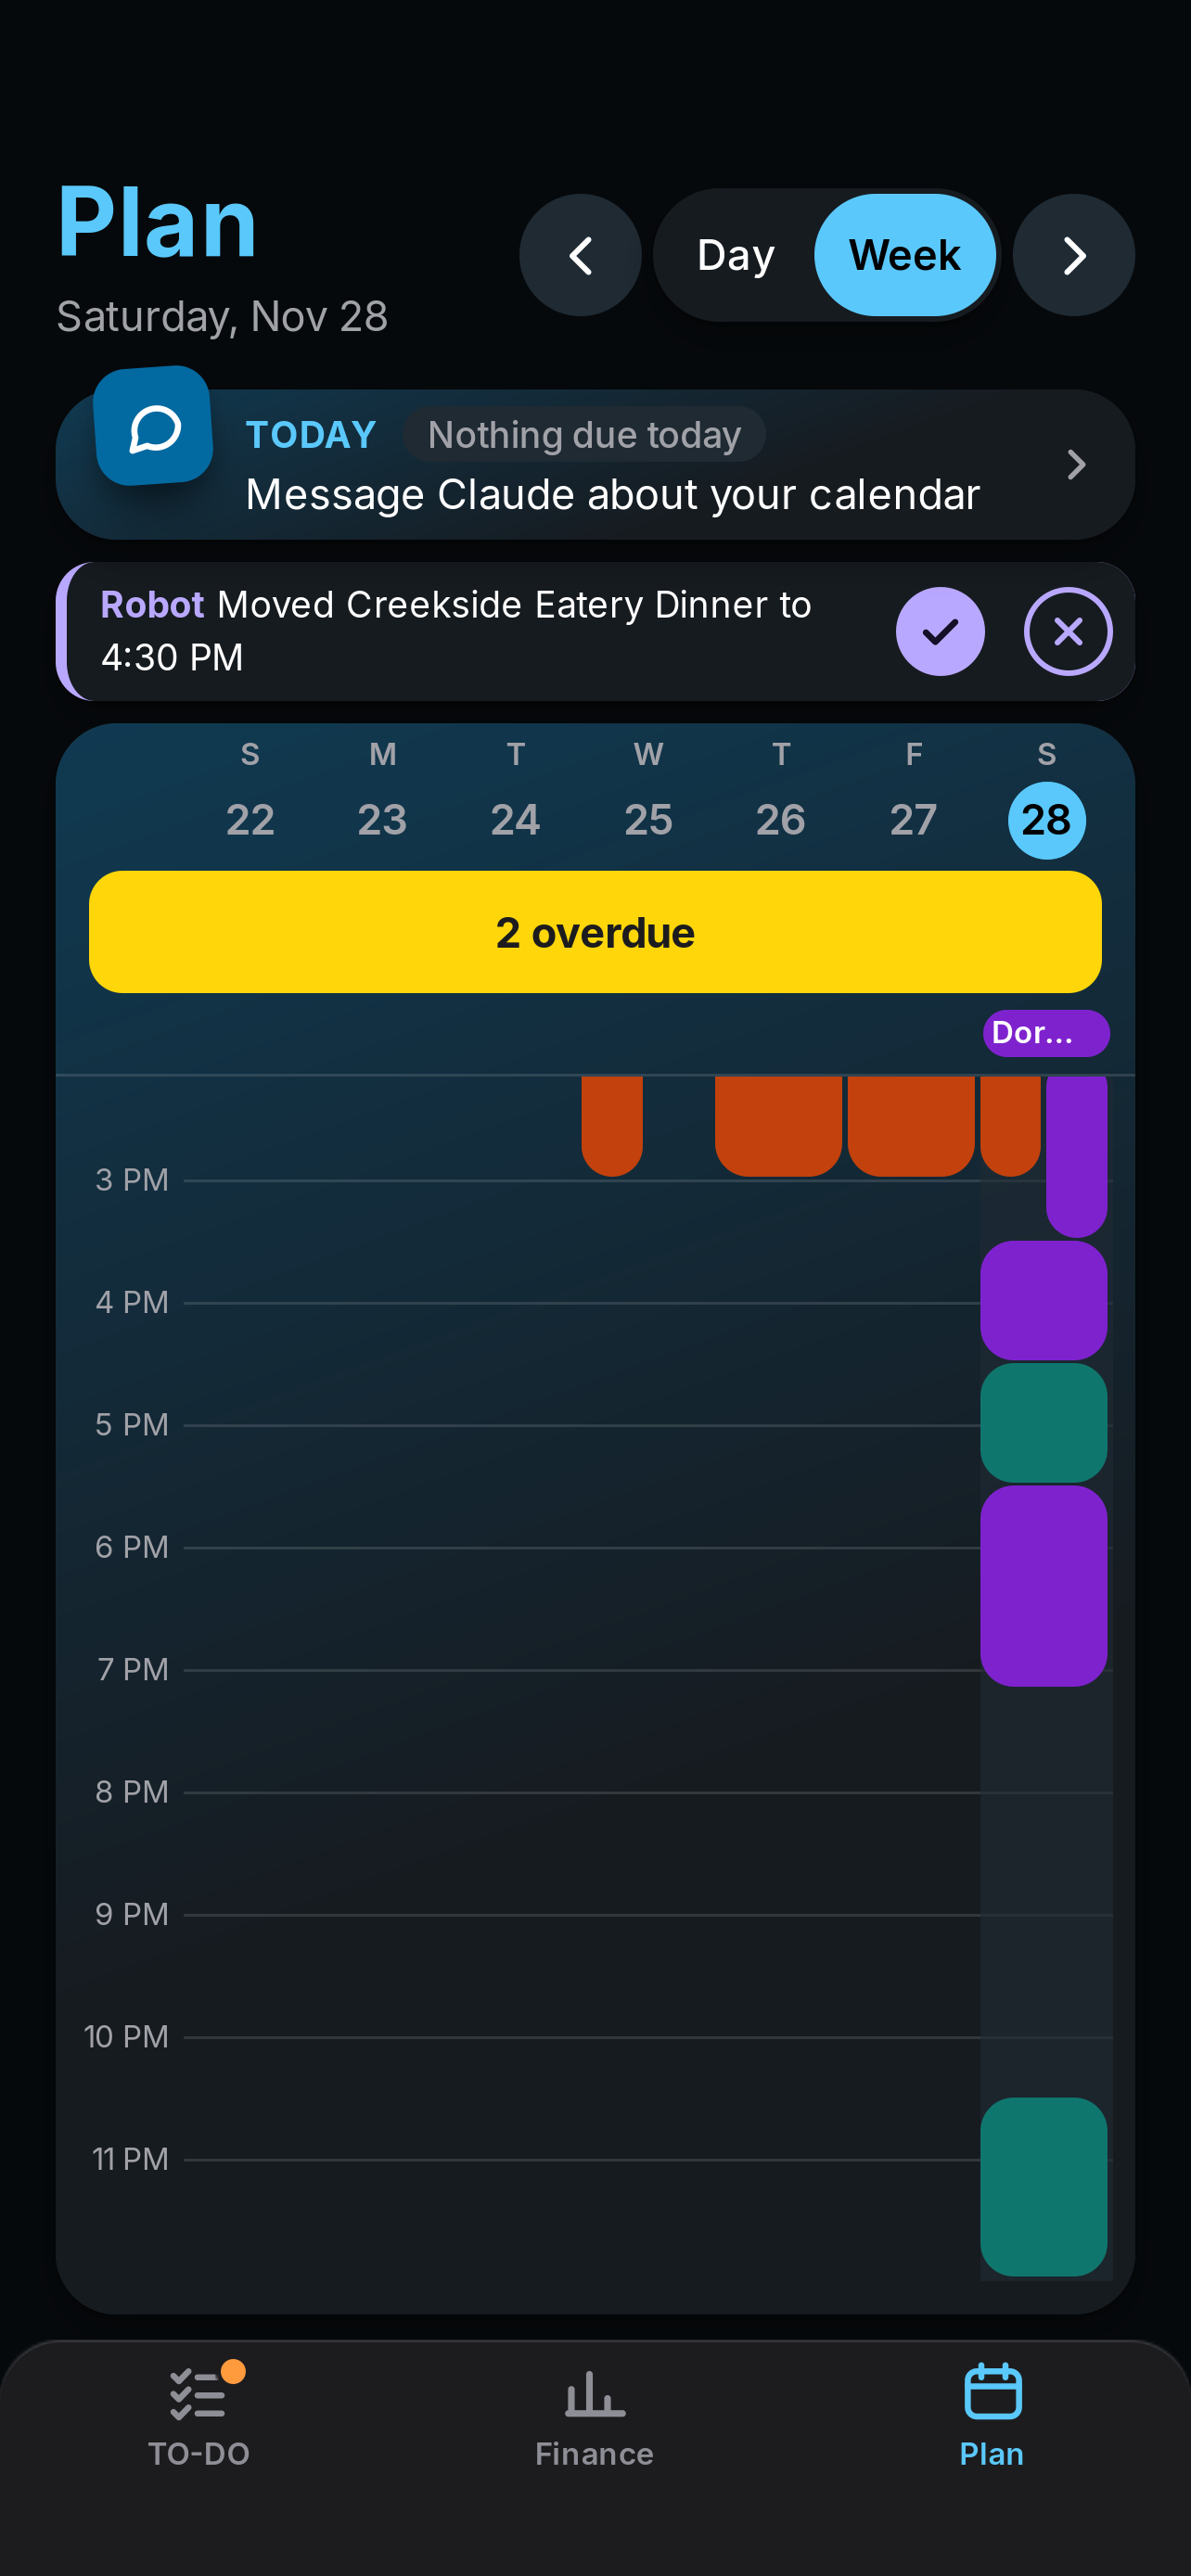 Plan
Day
Week
Saturday, Nov 28
TODAY
Nothing due today
Message Claude about your calendar
Robot Moved Creekside Eatery Dinner to
4:30 PM
S M T W T F S
22 23 24 25 26 27 28
2 overdue
Dor...
3 PM
4 PM
5 PM
6 PM
7 PM
8 PM
9 PM
10 PM
11 PM
TO-DO
Finance
Plan